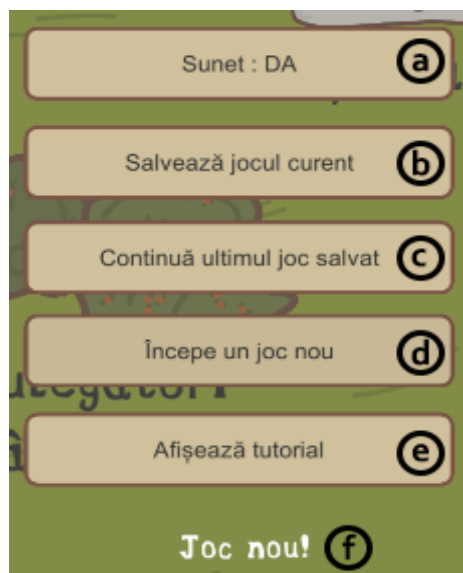 Sunet : DA a
Salvează jocul curent b
Continuă ultimul joc salvat c
Începe un joc nou d
Afișează tutorial e
Joc nou! f